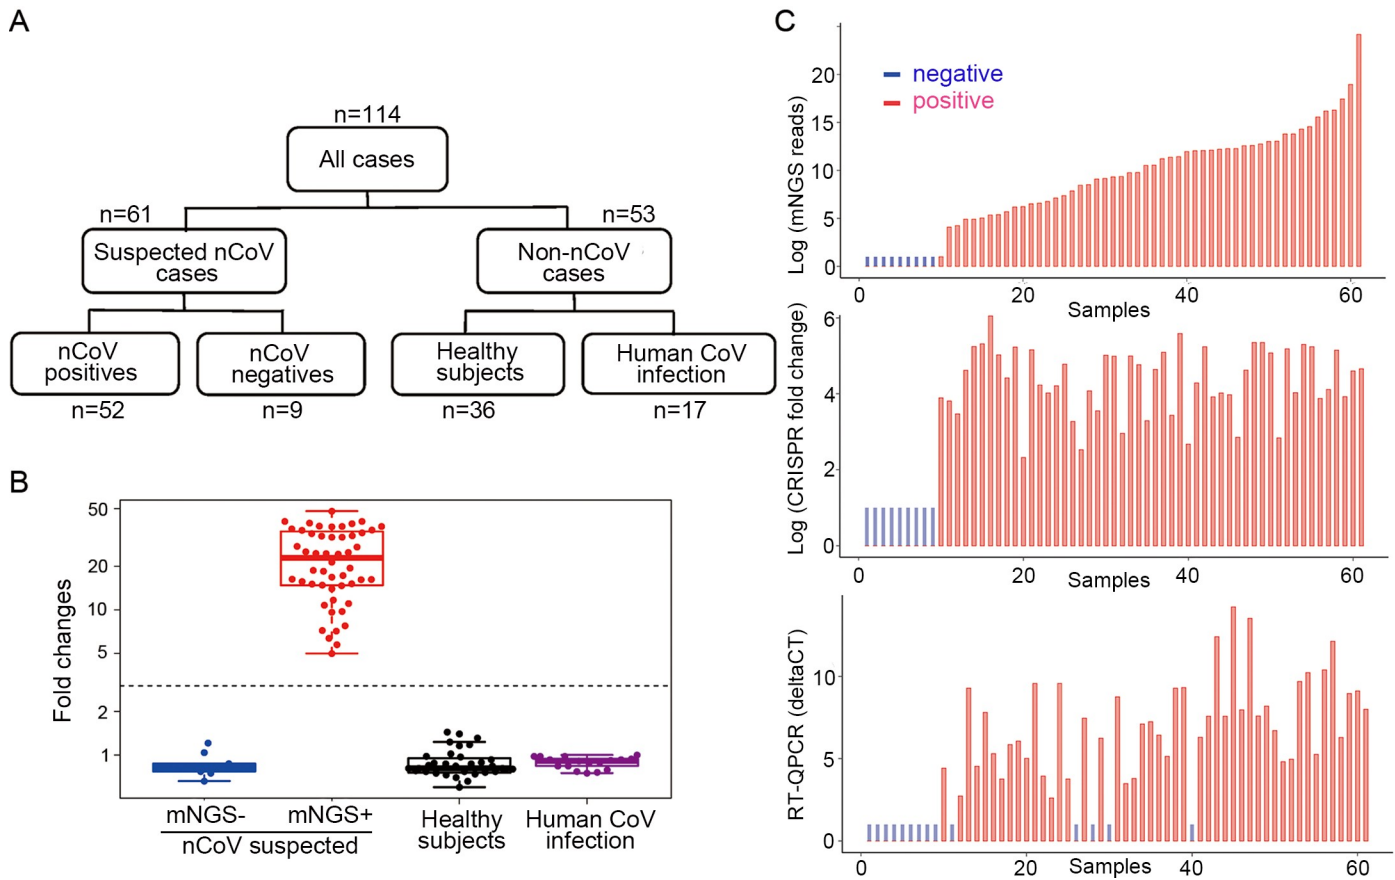 A
n=114
All cases
n=61
n=53
Suspected nCoV
cases
Non-nCoV
cases
nCoV
positives
nCoV
negatives
Healthy
subjects
Human CoV
infection
n=52
n=9
n=36
n=17
B
Fold changes
50
20
10
5
2
1
mNGS-
mNGS+
nCoV suspected
Healthy
subjects
Human CoV
infection
C
negative
positive
Log (mNGS reads)
20
15
10
5
0
0
20
40
60
Samples
Log (CRISPR fold change)
6
4
2
0
0
20
40
60
Samples
RT-QPCR (deltaCT)
10
5
0
0
20
40
60
Samples